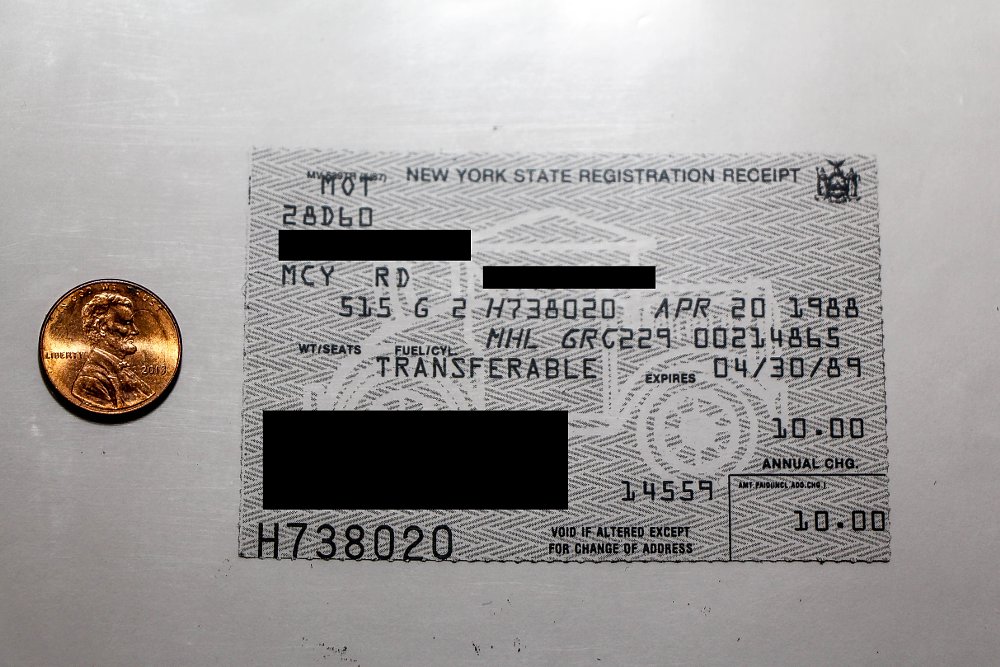 MOT NEW YORK STATE REGISTRATION RECEIPT
28D60
MCY RD
515 G 2 H738020 APR 20 1988
MHL GRC229 00214865
WT/SEATS FUEL/CYL
TRANSFERABLE EXPIRES 04/30/89
10.00
ANNUAL CHG.
14559
10.00
H738020
VOID IF ALTERED EXCEPT
FOR CHANGE OF ADDRESS
LIBERTY